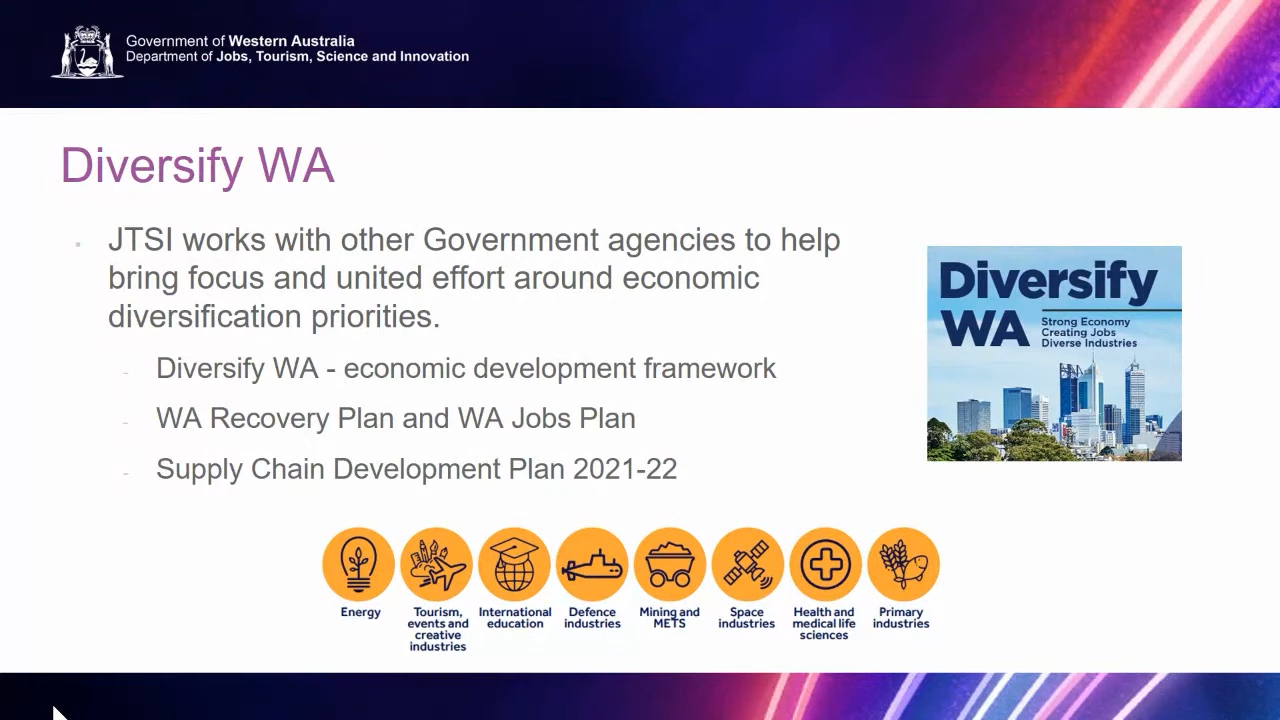 Government of Western Australia
Department of Jobs, Tourism, Science and Innovation
Diversify WA
JTSI works with other Government agencies to help
bring focus and united effort around economic
diversification priorities.
- Diversify WA - economic development framework
- WA Recovery Plan and WA Jobs Plan
- Supply Chain Development Plan 2021-22
Diversify
WA
Strong Economy
Creating Jobs
Diverse Industries
Energy
Tourism,
events and
creative
industries
International
education
Defence
industries
Mining and
METS
Space
industries
Health and
medical life
sciences
Primary
industries